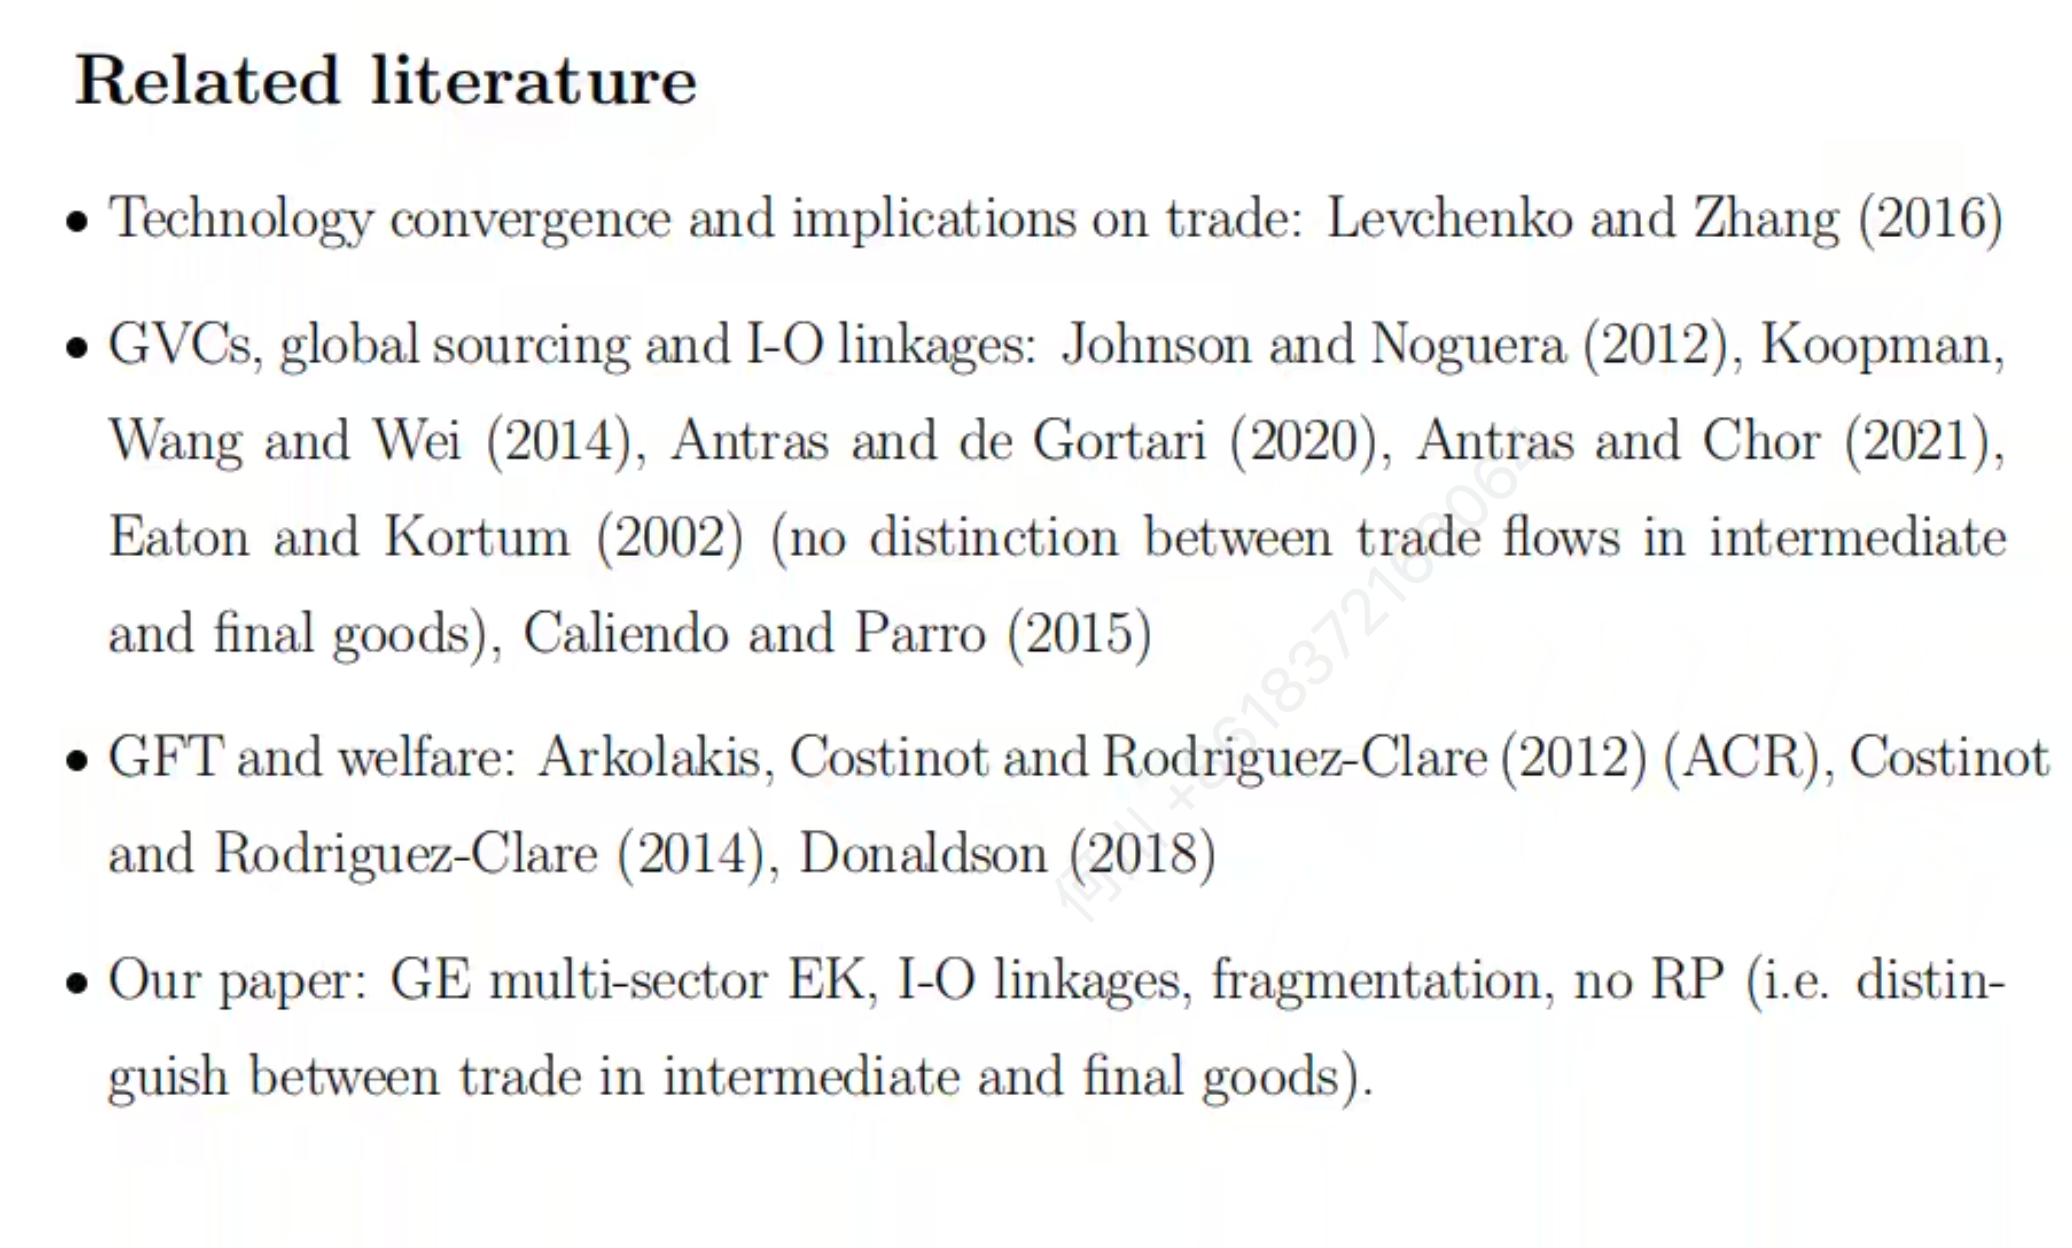 Related literature
• Technology convergence and implications on trade: Levchenko and Zhang (2016)
• GVCs, global sourcing and I-O linkages: Johnson and Noguera (2012), Koopman,
Wang and Wei (2014), Antras and de Gortari (2020), Antras and Chor (2021),
Eaton and Kortum (2002) (no distinction between trade flows in intermediate
and final goods), Caliendo and Parro (2015)
• GFT and welfare: Arkolakis, Costinot and Rodriguez-Clare (2012) (ACR), Costinot
and Rodriguez-Clare (2014), Donaldson (2018)
• Our paper: GE multi-sector EK, I-O linkages, fragmentation, no RP (i.e. distin-
guish between trade in intermediate and final goods).